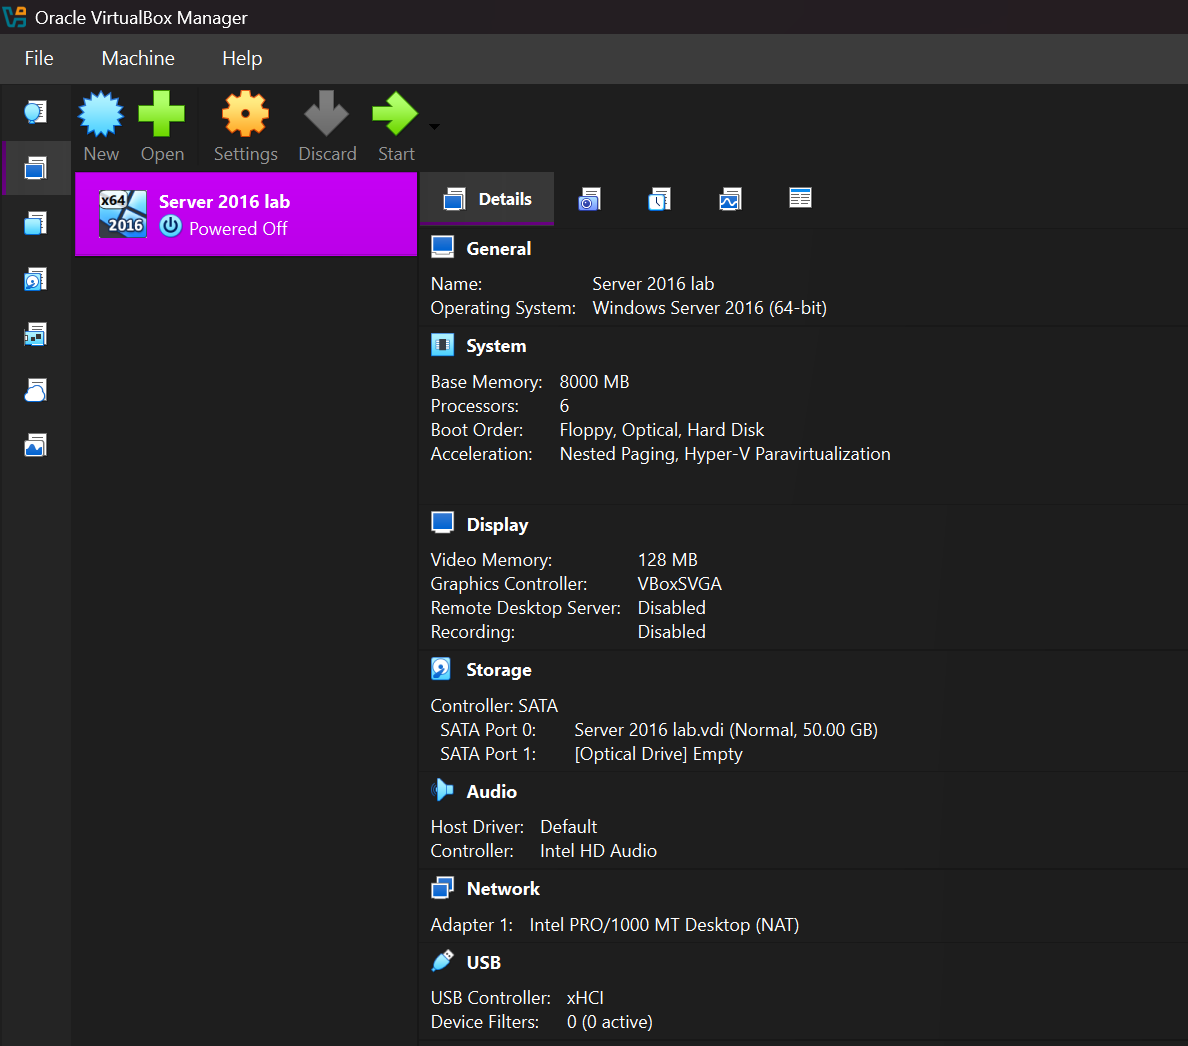 Oracle VirtualBox Manager
File Machine Help
New Open Settings Discard Start
x64 2016
Server 2016 lab
Powered Off
Details
General
Name: Server 2016 lab
Operating System: Windows Server 2016 (64-bit)
System
Base Memory: 8000 MB
Processors: 6
Boot Order: Floppy, Optical, Hard Disk
Acceleration: Nested Paging, Hyper-V Paravirtualization
Display
Video Memory: 128 MB
Graphics Controller: VBoxSVGA
Remote Desktop Server: Disabled
Recording: Disabled
Storage
Controller: SATA
SATA Port 0: Server 2016 lab.vdi (Normal, 50.00 GB)
SATA Port 1: [Optical Drive] Empty
Audio
Host Driver: Default
Controller: Intel HD Audio
Network
Adapter 1: Intel PRO/1000 MT Desktop (NAT)
USB
USB Controller: xHCI
Device Filters: 0 (0 active)